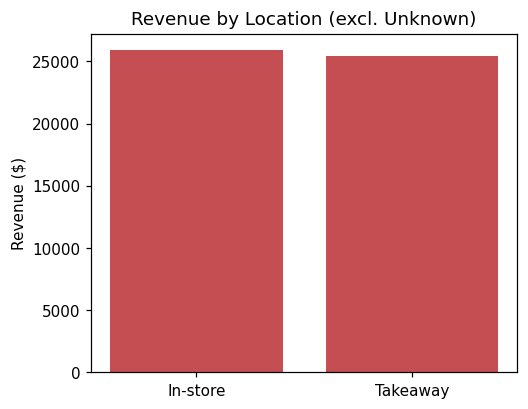 Revenue by Location (excl. Unknown)
Revenue ($)
25000
20000
15000
10000
5000
0
In-store
Takeaway